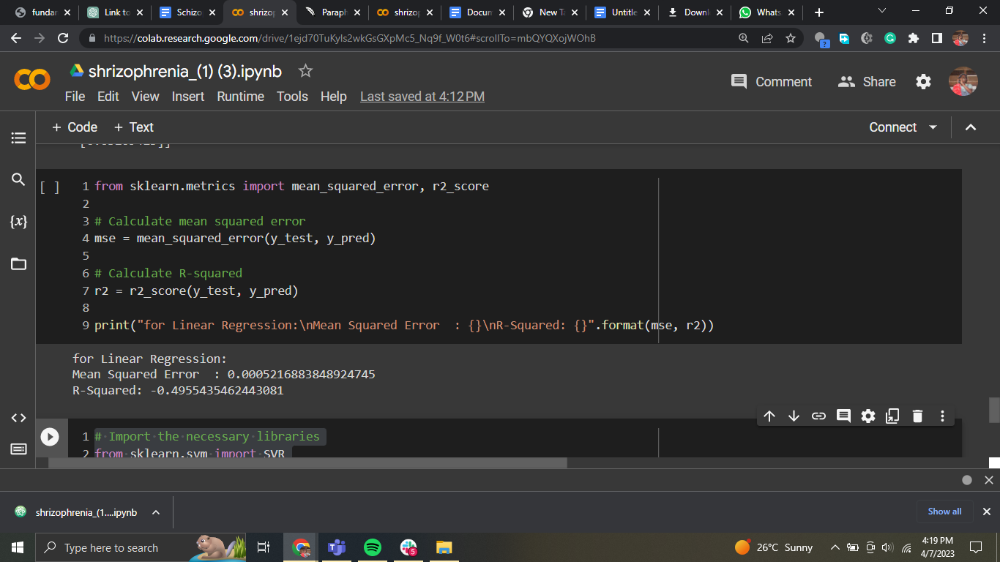 fundar
Link to
Schizo
shrizop
Paraph
shrizop
Docum
New Ta
Untitle
Downl
Whats
https://colab.research.google.com/drive/1ejd70TuKyIs2wkGsGXpMc5_Nq9f_W0t6#scrollTo=mbQYQXojWOhB
shrizophrenia_(1) (3).ipynb
Comment
Share
File Edit View Insert Runtime Tools Help Last saved at 4:12 PM
+ Code + Text
Connect
[ ] 1 from sklearn.metrics import mean_squared_error, r2_score
2
3 # Calculate mean squared error
4 mse = mean_squared_error(y_test, y_pred)
5
6 # Calculate R-squared
7 r2 = r2_score(y_test, y_pred)
8
9 print("for Linear Regression:\nMean Squared Error  : {}\nR-Squared: {}".format(mse, r2))
for Linear Regression:
Mean Squared Error  : 0.0005216883848924745
R-Squared: -0.4955435462443081
1 # Import the necessary libraries
2 from sklearn.svm import SVR
shrizophrenia_(1....ipynb
Show all
Type here to search
5
26°C Sunny
4:19 PM
4/7/2023